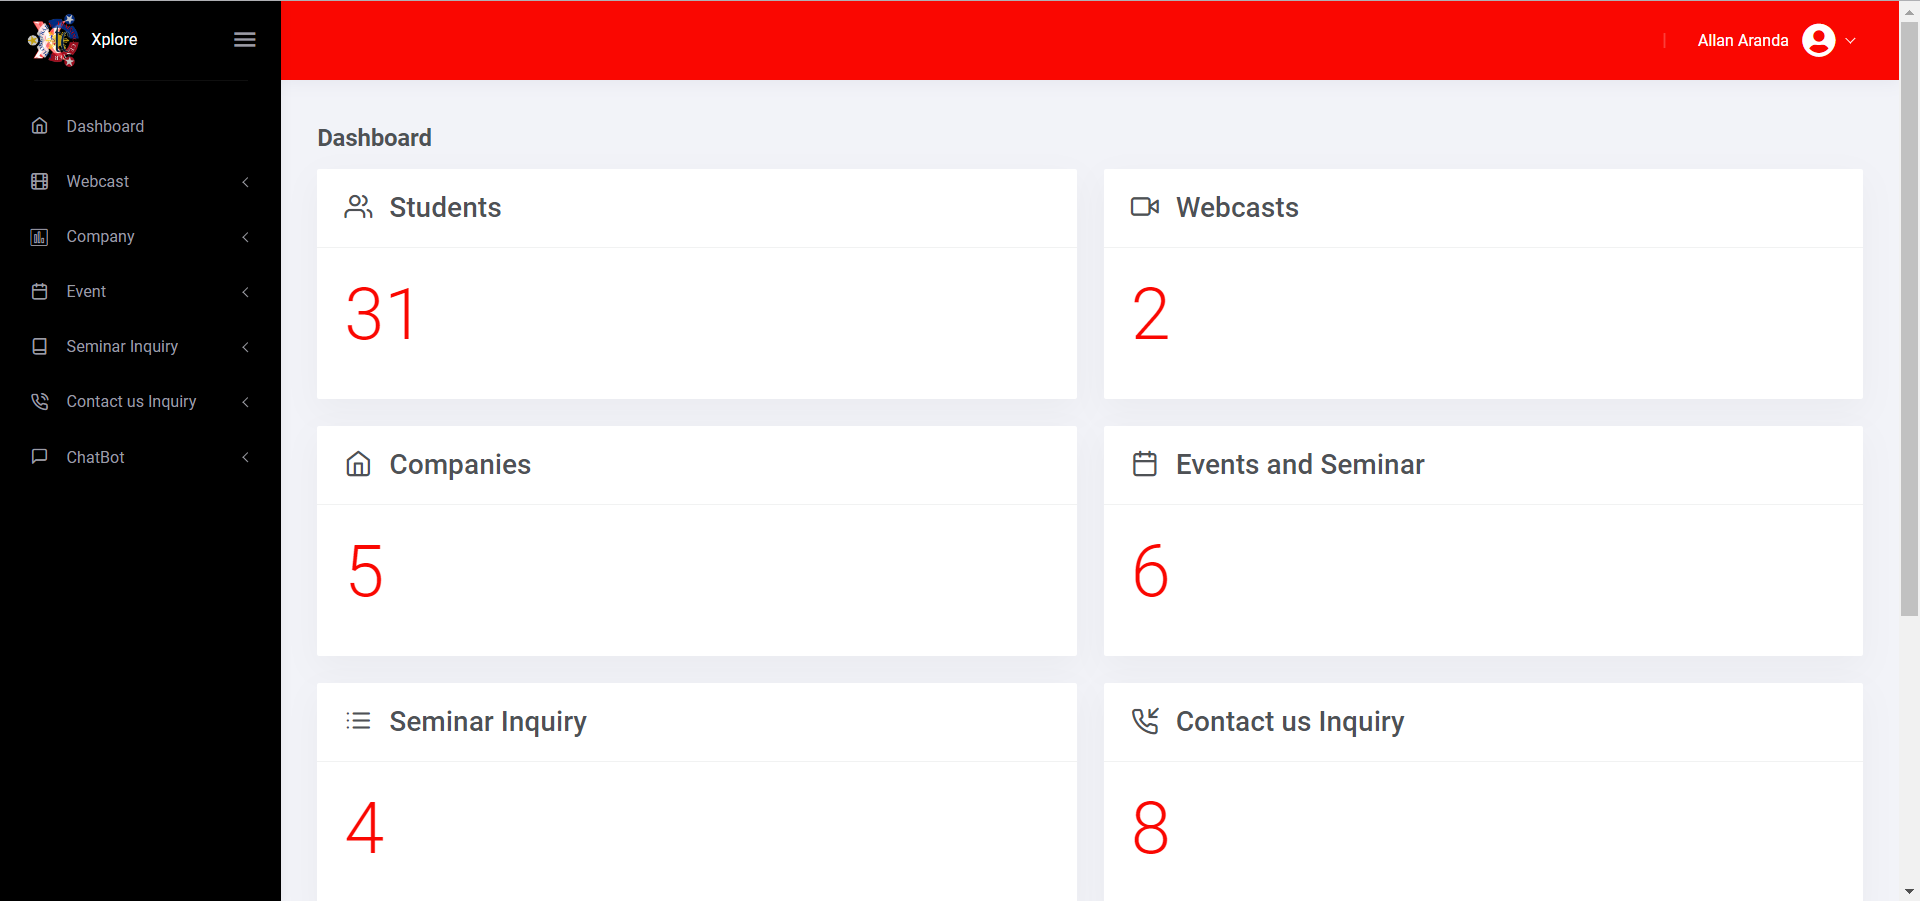 Xplore
Allan Aranda
Dashboard
Webcast
Company
Event
Seminar Inquiry
Contact us Inquiry
ChatBot
Dashboard
Students
31
Webcasts
2
Companies
5
Events and Seminar
6
Seminar Inquiry
4
Contact us Inquiry
8